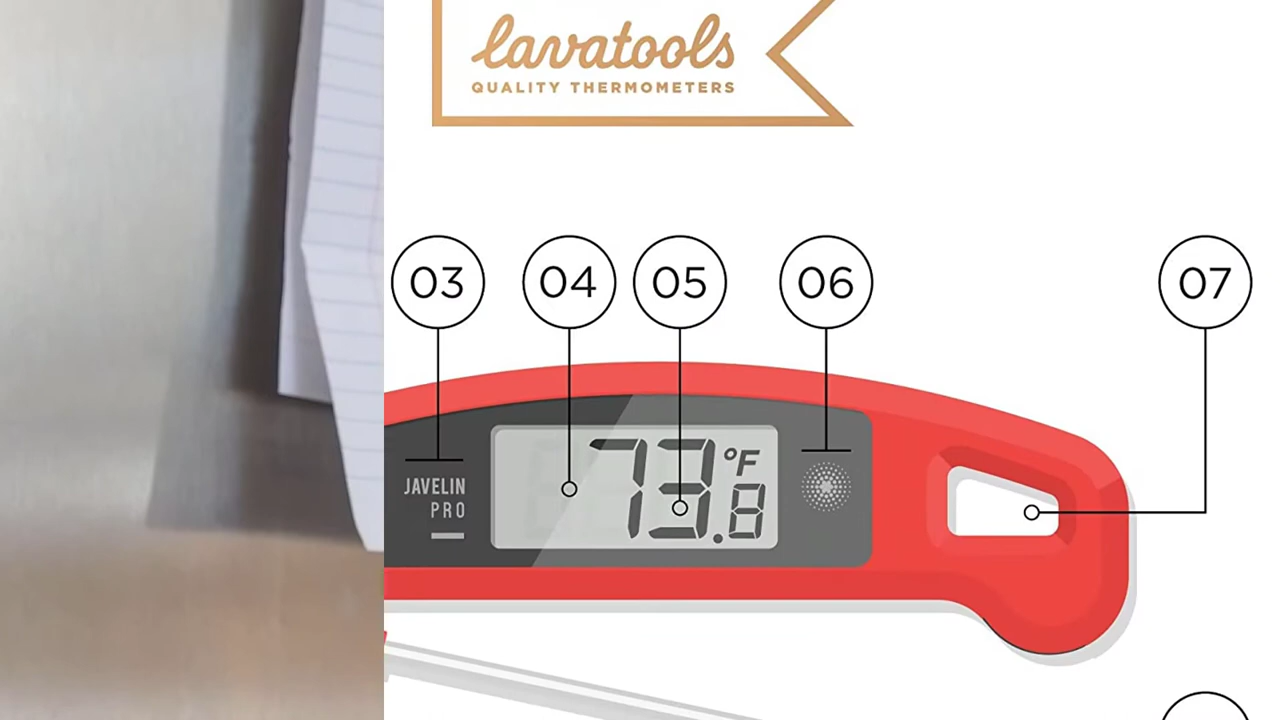 lavatools
QUALITY THERMOMETERS
03
04
05
06
07
JAVELIN
PRO
73.8 °F